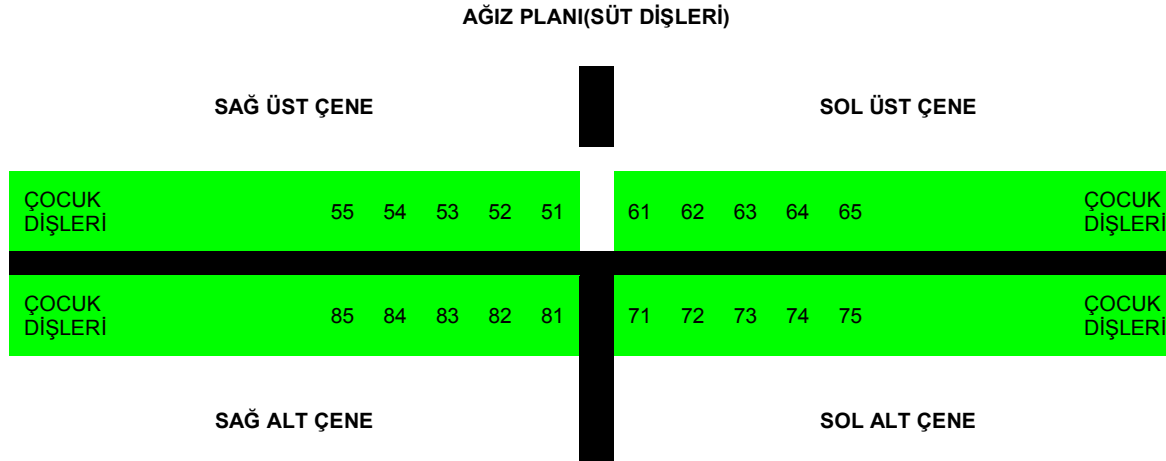 AĞIZ PLANI(SÜT DİŞLERİ)
SAĞ ÜST ÇENE SOL ÜST ÇENE
ÇOCUK DİŞLERİ 55 54 53 52 51 61 62 63 64 65 ÇOCUK DİŞLERİ
ÇOCUK DİŞLERİ 85 84 83 82 81 71 72 73 74 75 ÇOCUK DİŞLERİ
SAĞ ALT ÇENE SOL ALT ÇENE